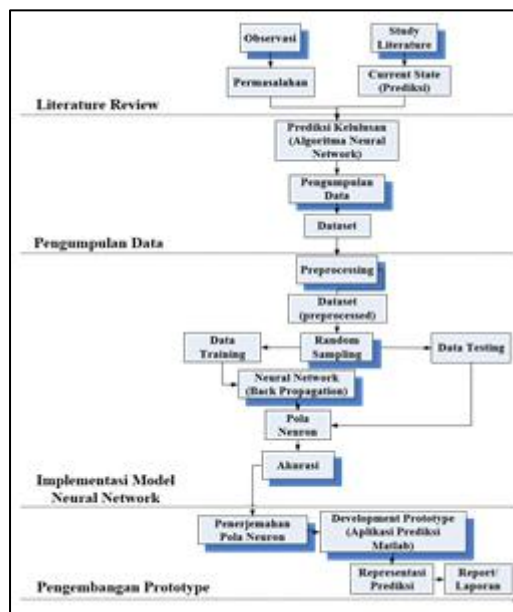 Observasi
Study
Literature
Permasalahan
Current State
(Prediksi)
Literature Review
Prediksi Kelulusan
(Algoritma Neural
Network)
Pengumpulan
Data
Dataset
Pengumpulan Data
Preprocessing
Dataset
(preprocessed)
Data
Training
Random
Sampling
Data Testing
Neural Network
(Back Propagation)
Pola
Neuron
Akurasi
Implementasi Model
Neural Network
Penerjemahan
Pola Neuron
Development Prototype
(Aplikasi Prediksi
Matlab)
Representasi
Prediksi
Report/
Laporan
Pengembangan Prototype